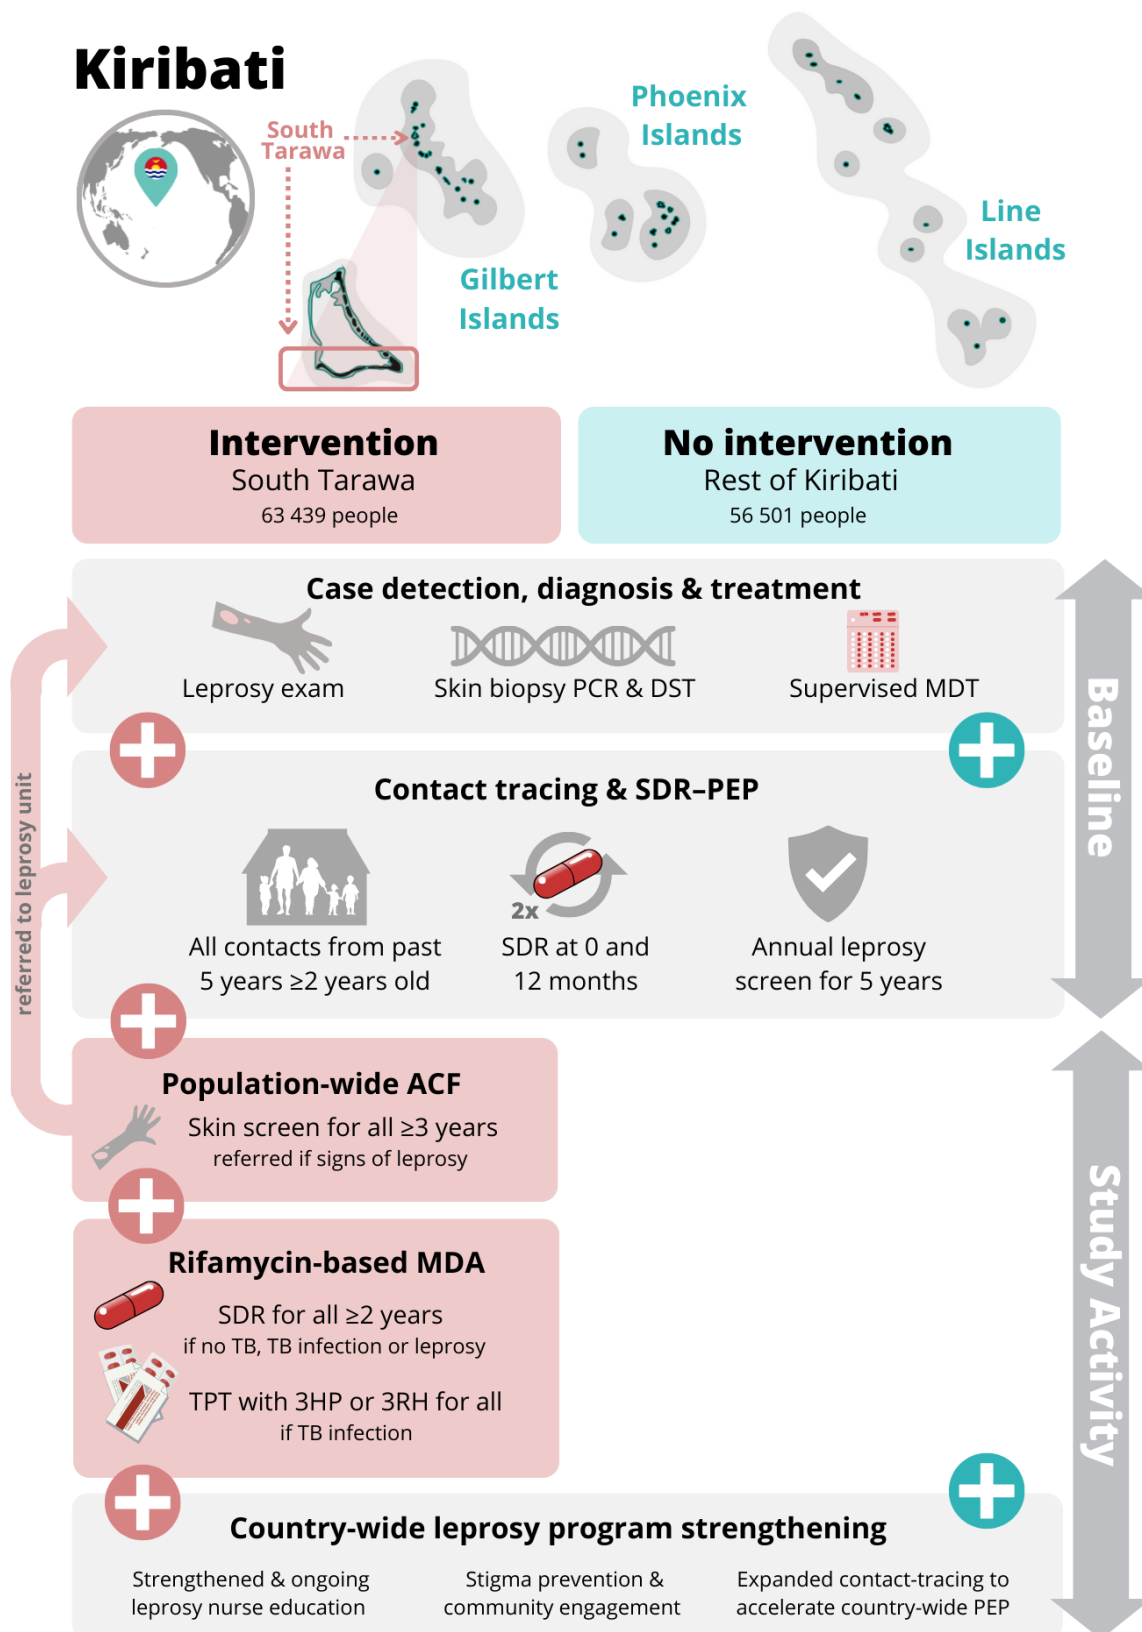 Kiribati
South
Tarawa
Phoenix
Islands
Line
Islands
Gilbert
Islands
Intervention
South Tarawa
63 439 people
No intervention
Rest of Kiribati
56 501 people
Case detection, diagnosis & treatment
Leprosy exam
Skin biopsy PCR & DST
Supervised MDT
Baseline
referred to leprosy unit
Contact tracing & SDR–PEP
2x
All contacts from past
5 years ≥2 years old
SDR at 0 and
12 months
Annual leprosy
screen for 5 years
Population-wide ACF
Skin screen for all ≥3 years
referred if signs of leprosy
Study Activity
Rifamycin-based MDA
SDR for all ≥2 years
if no TB, TB infection or leprosy
TPT with 3HP or 3RH for all
if TB infection
Country-wide leprosy program strengthening
Strengthened & ongoing
leprosy nurse education
Stigma prevention &
community engagement
Expanded contact-tracing to
accelerate country-wide PEP